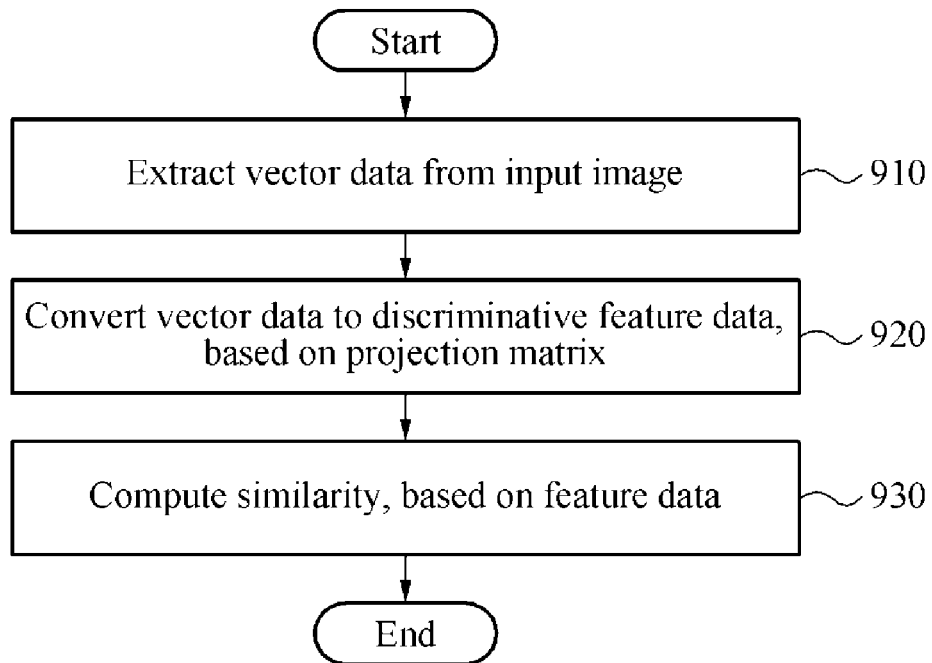 Start
Extract vector data from input image
910
Convert vector data to discriminative feature data,
based on projection matrix
920
Compute similarity, based on feature data
930
End